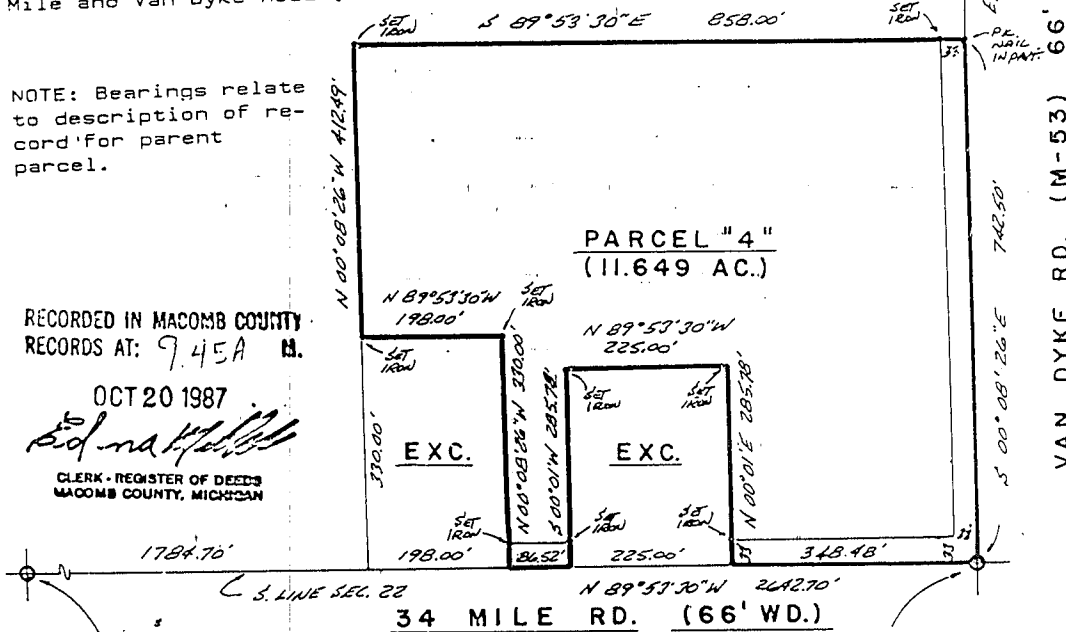 Mile and Van Dyke
SET IRON
S 89°53'30"E 858.00'
SET IRON
P.K. NAIL IN PAV'T.
66'
33'
NOTE: Bearings relate
to description of re-
cord for parent
parcel.
N 00°08'26"W 412.49'
VAN DYKE RD. (M-53)
S 00°08'26"E 742.50'
PARCEL "4"
(11.649 AC.)
N 89°53'30"W
198.00'
SET IRON
N 89°53'30"W
225.00'
RECORDED IN MACOMB COUNTY
RECORDS AT: 9.45A M.
OCT 20 1987
CLERK - REGISTER OF DEEDS
MACOMB COUNTY, MICHIGAN
SET IRON
SET IRON
SET IRON
330.00'
EXC.
N 00°08'26"W 330.00'
S 00°01'W 285.78'
EXC.
N 00°01'E 285.78'
SET IRON
SET IRON
SET IRON
33
33
33
1784.70'
198.00'
86.52'
225.00'
348.48'
S. LINE SEC. 22
N 89°53'30"W 2642.70'
34 MILE RD. (66' WD.)